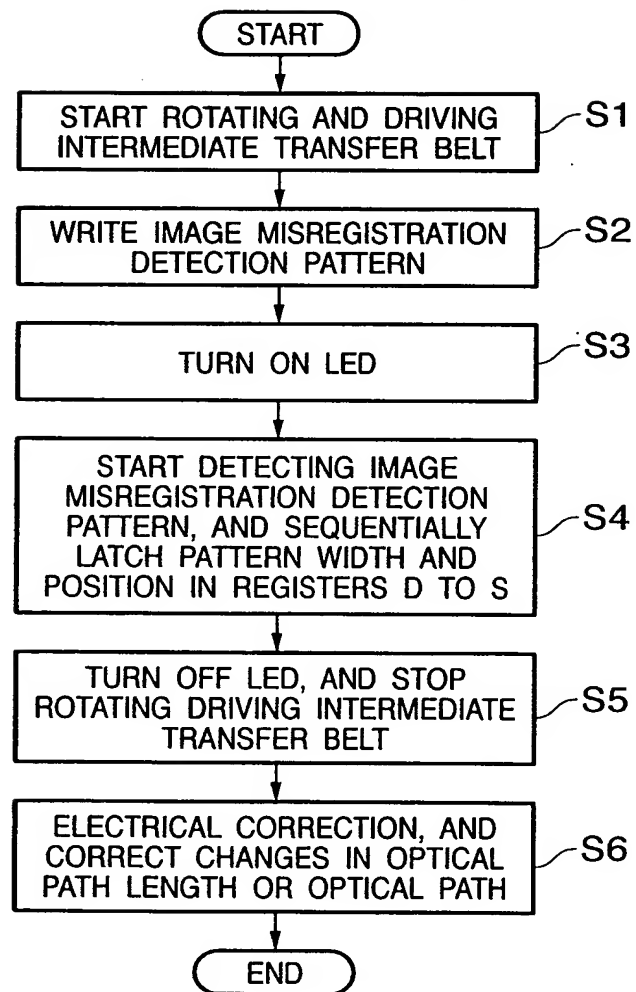 START
START ROTATING AND DRIVING
INTERMEDIATE TRANSFER BELT
S1
WRITE IMAGE MISREGISTRATION
DETECTION PATTERN
S2
TURN ON LED
S3
START DETECTING IMAGE
MISREGISTRATION DETECTION
PATTERN, AND SEQUENTIALLY
LATCH PATTERN WIDTH AND
POSITION IN REGISTERS D TO S
S4
TURN OFF LED, AND STOP
ROTATING DRIVING INTERMEDIATE
TRANSFER BELT
S5
ELECTRICAL CORRECTION, AND
CORRECT CHANGES IN OPTICAL
PATH LENGTH OR OPTICAL PATH
S6
END